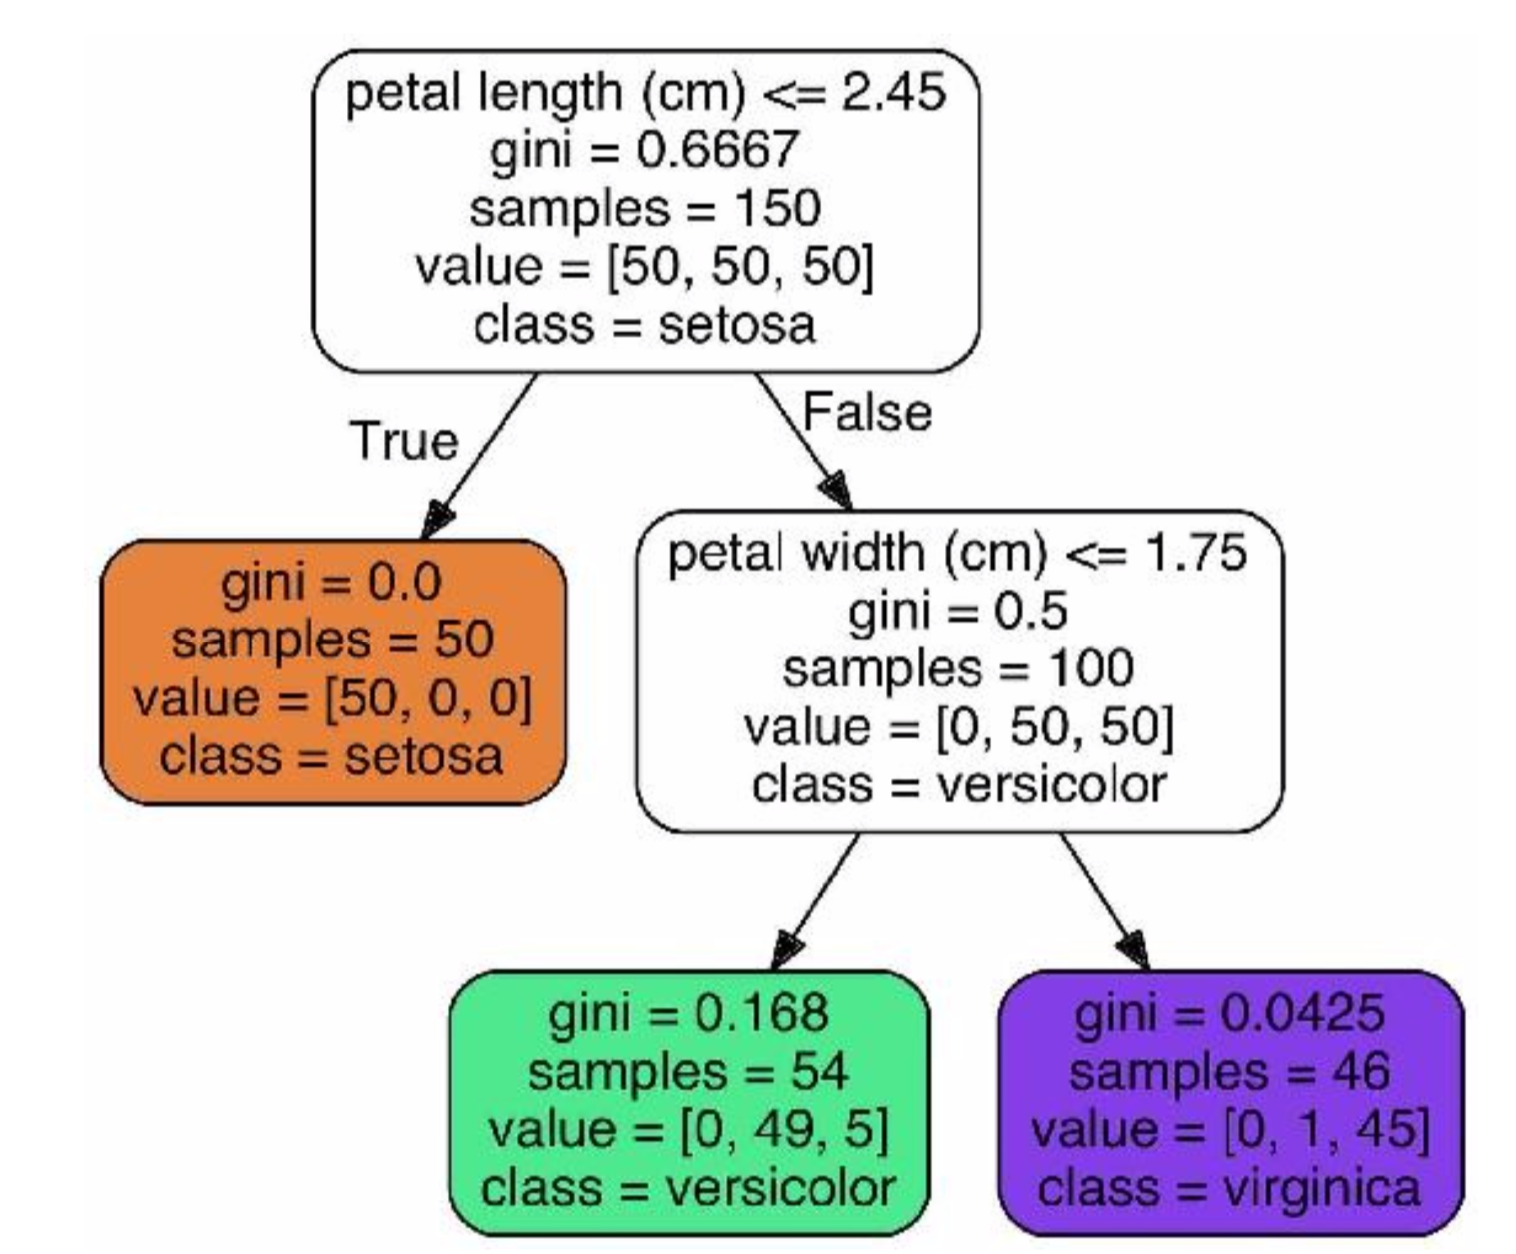 petal length (cm) <= 2.45
gini = 0.6667
samples = 150
value = [50, 50, 50]
class = setosa
True
False
gini = 0.0
samples = 50
value = [50, 0, 0]
class = setosa
petal width (cm) <= 1.75
gini = 0.5
samples = 100
value = [0, 50, 50]
class = versicolor
gini = 0.168
samples = 54
value = [0, 49, 5]
class = versicolor
gini = 0.0425
samples = 46
value = [0, 1, 45]
class = virginica